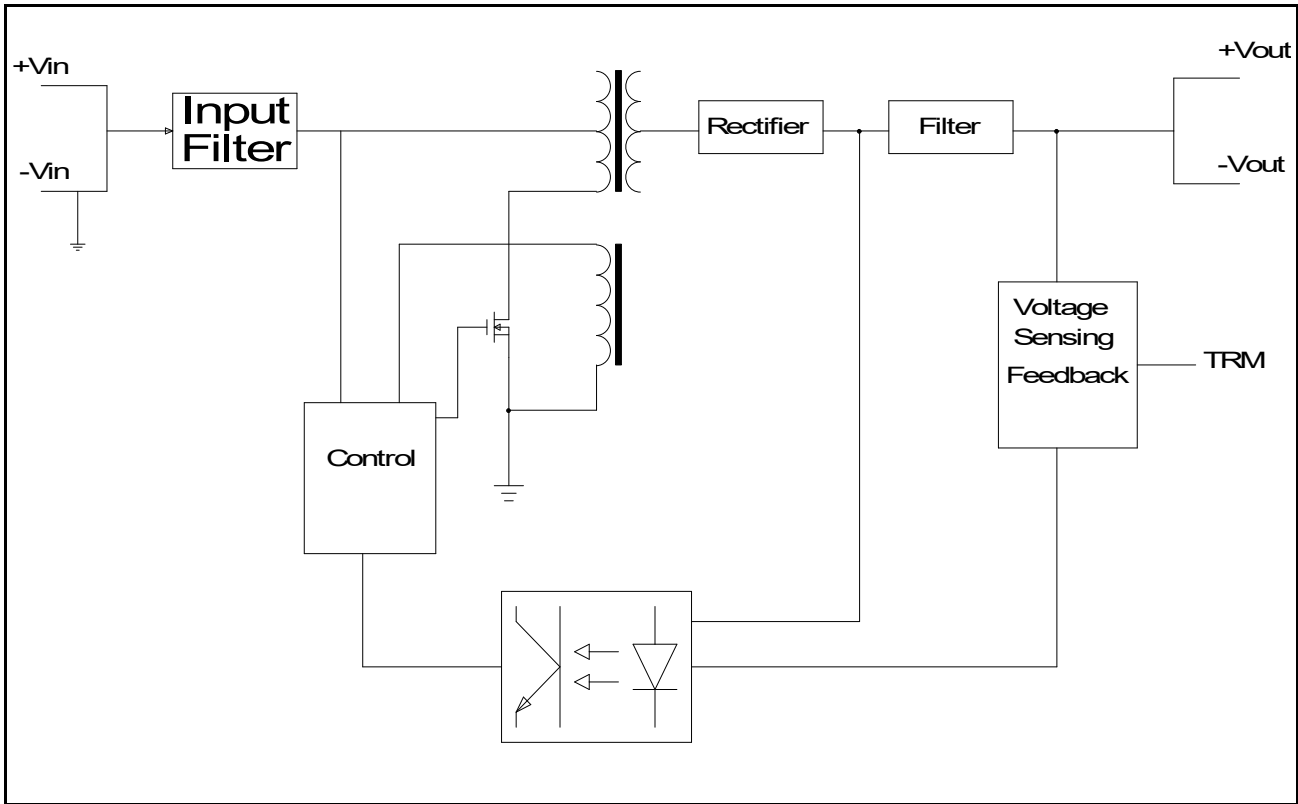 +Vin
-Vin
Input
Filter
Rectifier
Filter
+Vout
-Vout
Voltage
Sensing
Feedback
TRM
Control